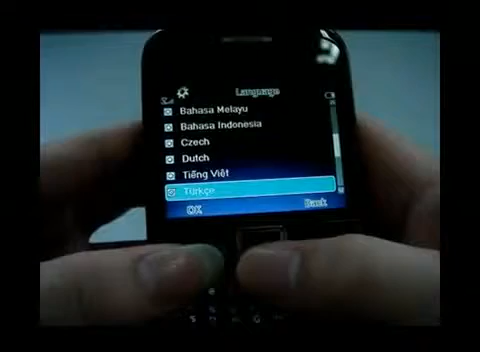 Language
Bahasa Melayu
Bahasa Indonesia
Czech
Dutch
Tiếng Việt
Türkçe
OK Back